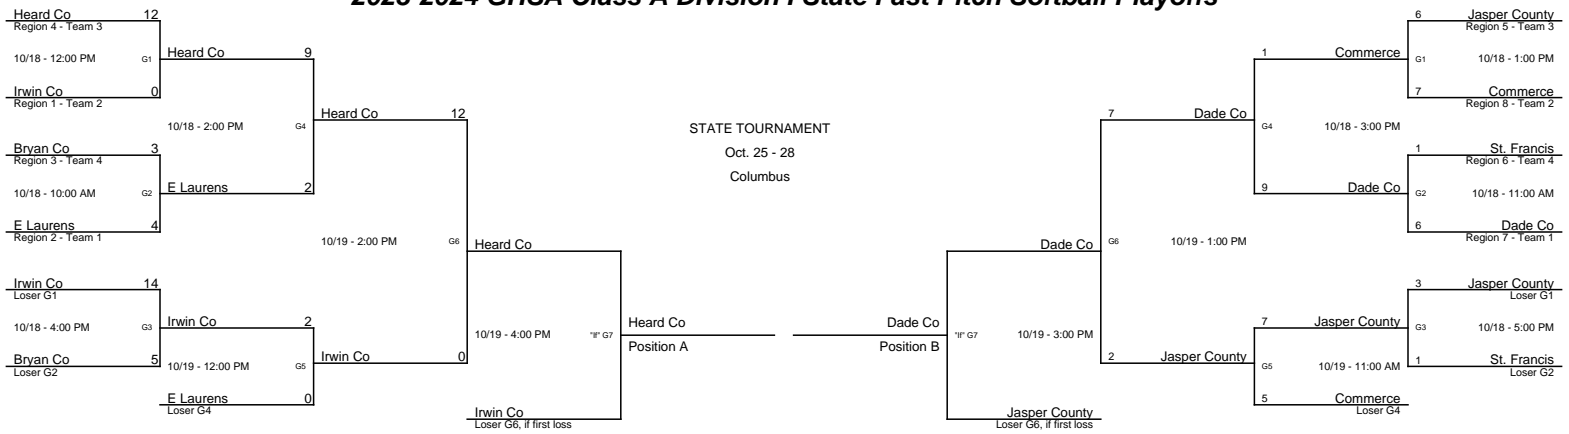 2023-2024 GHSA Class A Division I State Fast Pitch Softball Playoffs
Heard Co 12
Region 4 - Team 3
10/18 - 12:00 PM G1
Irwin Co 0
Region 1 - Team 2
Heard Co 9
10/18 - 2:00 PM G4
Bryan Co 3
Region 3 - Team 4
10/18 - 10:00 AM G2
E Laurens 4
Region 2 - Team 1
E Laurens 2
Heard Co 12
10/19 - 2:00 PM G6
Irwin Co 14
Loser G1
10/18 - 4:00 PM G3
Bryan Co 5
Loser G2
Irwin Co 2
10/19 - 12:00 PM G5
E Laurens 0
Loser G4
Irwin Co 0
Heard Co
10/19 - 4:00 PM "If" G7
Irwin Co
Loser G6, if first loss
Heard Co
Position A
STATE TOURNAMENT
Oct. 25 - 28
Columbus
6 Jasper County
Region 5 - Team 3
G1 10/18 - 1:00 PM
7 Commerce
Region 8 - Team 2
1 Commerce
G4 10/18 - 3:00 PM
1 St. Francis
Region 6 - Team 4
G2 10/18 - 11:00 AM
6 Dade Co
Region 7 - Team 1
9 Dade Co
7 Dade Co
G6 10/19 - 1:00 PM
3 Jasper County
Loser G1
G3 10/18 - 5:00 PM
1 St. Francis
Loser G2
7 Jasper County
G5 10/19 - 11:00 AM
5 Commerce
Loser G4
2 Jasper County
Dade Co
"If" G7 10/19 - 3:00 PM
Jasper County
Loser G6, if first loss
Dade Co
Position B